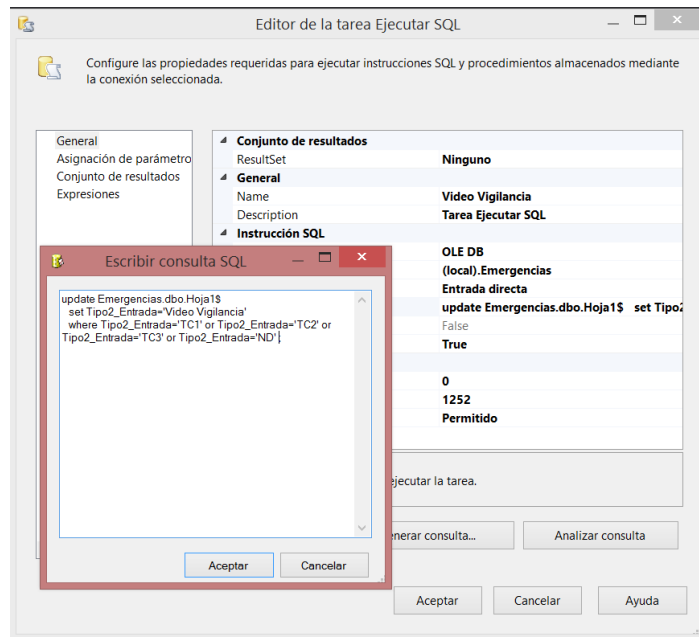 Editor de la tarea Ejecutar SQL
Configure las propiedades requeridas para ejecutar instrucciones SQL y procedimientos almacenados mediante
la conexión seleccionada.
General
Asignación de parámetro
Conjunto de resultados
Expresiones
Conjunto de resultados
ResultSet Ninguno
General
Name Video Vigilancia
Description Tarea Ejecutar SQL
Instrucción SQL
OLE DB
(local).Emergencias
Entrada directa
update Emergencias.dbo.Hoja1$ set Tipo2
False
True
0
1252
Permitido
ejecutar la tarea.
enerar consulta...
Analizar consulta
Aceptar
Cancelar
Ayuda
Escribir consulta SQL
update Emergencias.dbo.Hoja1$
set Tipo2_Entrada='Video Vigilancia'
where Tipo2_Entrada='TC1' or Tipo2_Entrada='TC2' or
Tipo2_Entrada='TC3' or Tipo2_Entrada='ND';
Aceptar
Cancelar